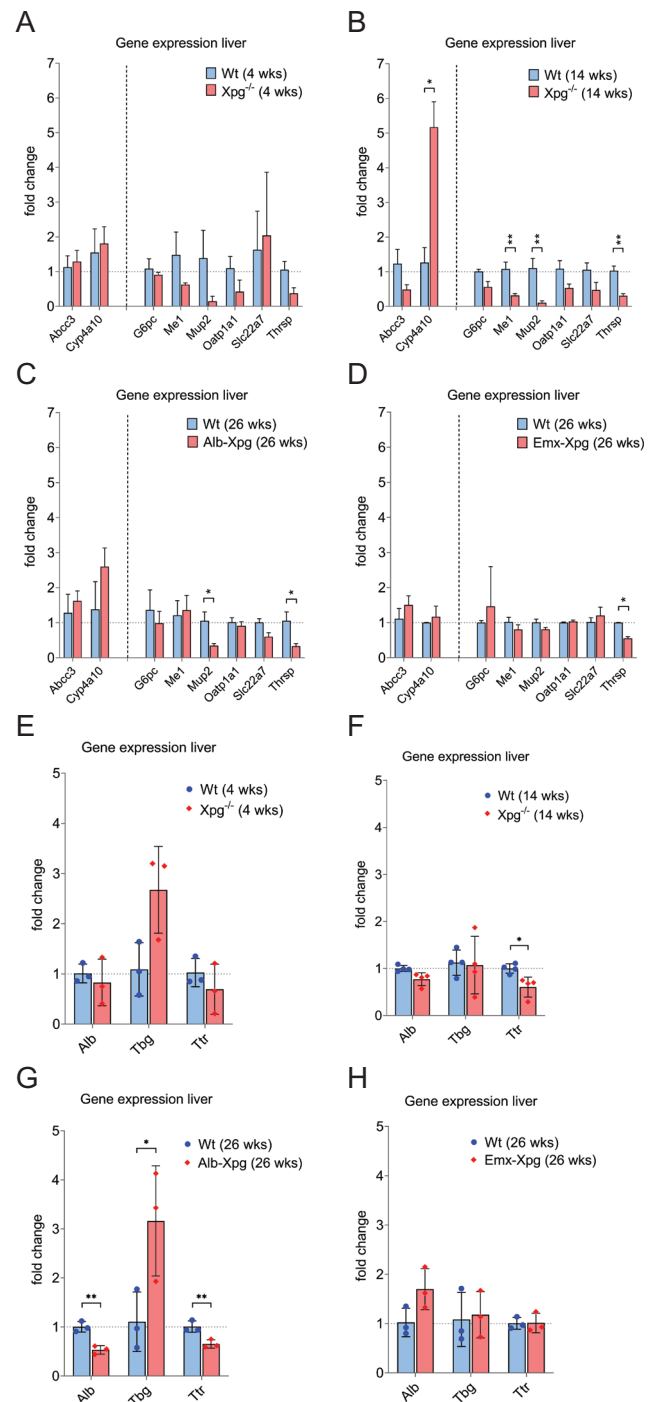 A
Gene expression liver
Wt (4 wks)
Xpg-/- (4 wks)
fold change
7
6
5
4
3
2
1
0
Abcc3
Cyp4a10
G6pc
Me1
Mup2
Oatp1a1
Slc22a7
Thrsp
B
Gene expression liver
Wt (14 wks)
Xpg-/- (14 wks)
fold change
7
6
5
4
3
2
1
0
*
**
**
**
Abcc3
Cyp4a10
G6pc
Me1
Mup2
Oatp1a1
Slc22a7
Thrsp
C
Gene expression liver
Wt (26 wks)
Alb-Xpg (26 wks)
fold change
7
6
5
4
3
2
1
0
*
*
Abcc3
Cyp4a10
G6pc
Me1
Mup2
Oatp1a1
Slc22a7
Thrsp
D
Gene expression liver
Wt (26 wks)
Emx-Xpg (26 wks)
fold change
7
6
5
4
3
2
1
0
*
Abcc3
Cyp4a10
G6pc
Me1
Mup2
Oatp1a1
Slc22a7
Thrsp
E
Gene expression liver
Wt (4 wks)
Xpg-/- (4 wks)
fold change
5
4
3
2
1
0
Alb
Tbg
Ttr
F
Gene expression liver
Wt (14 wks)
Xpg-/- (14 wks)
fold change
5
4
3
2
1
0
*
Alb
Tbg
Ttr
G
Gene expression liver
Wt (26 wks)
Alb-Xpg (26 wks)
fold change
5
4
3
2
1
0
**
*
**
Alb
Tbg
Ttr
H
Gene expression liver
Wt (26 wks)
Emx-Xpg (26 wks)
fold change
5
4
3
2
1
0
Alb
Tbg
Ttr